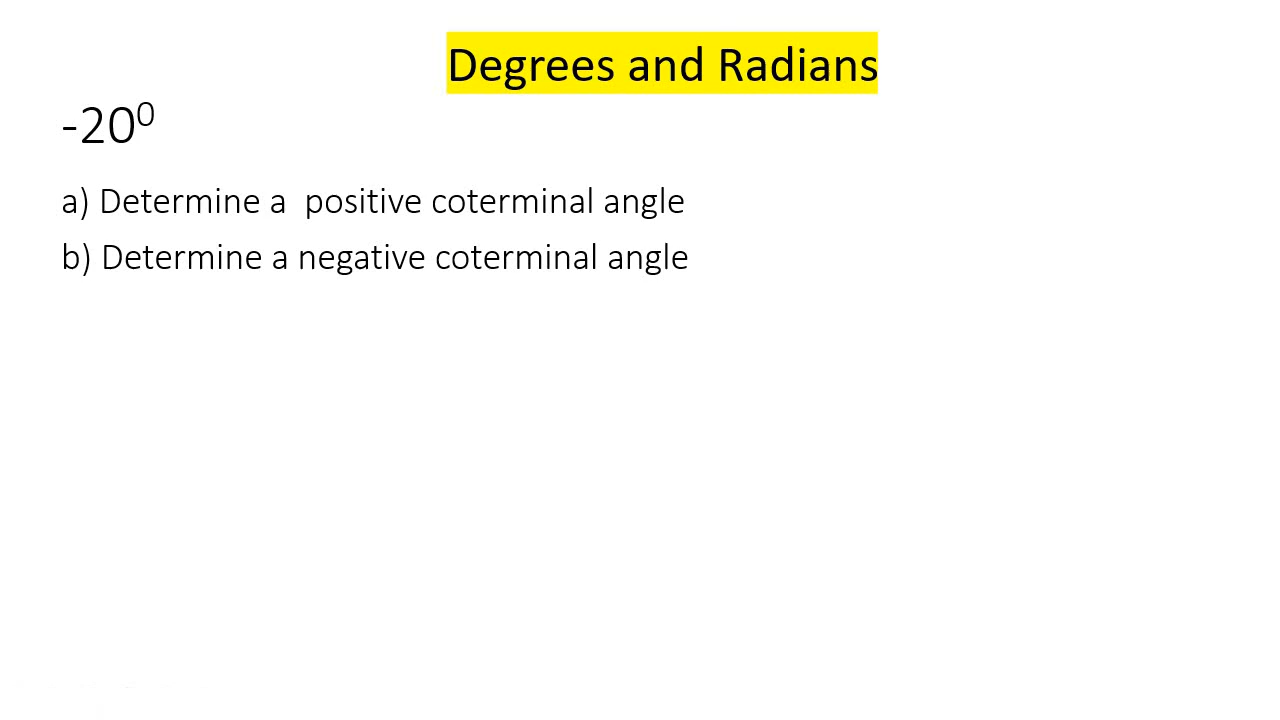 Degrees and Radians
-20⁰
a) Determine a  positive coterminal angle
b) Determine a negative coterminal angle